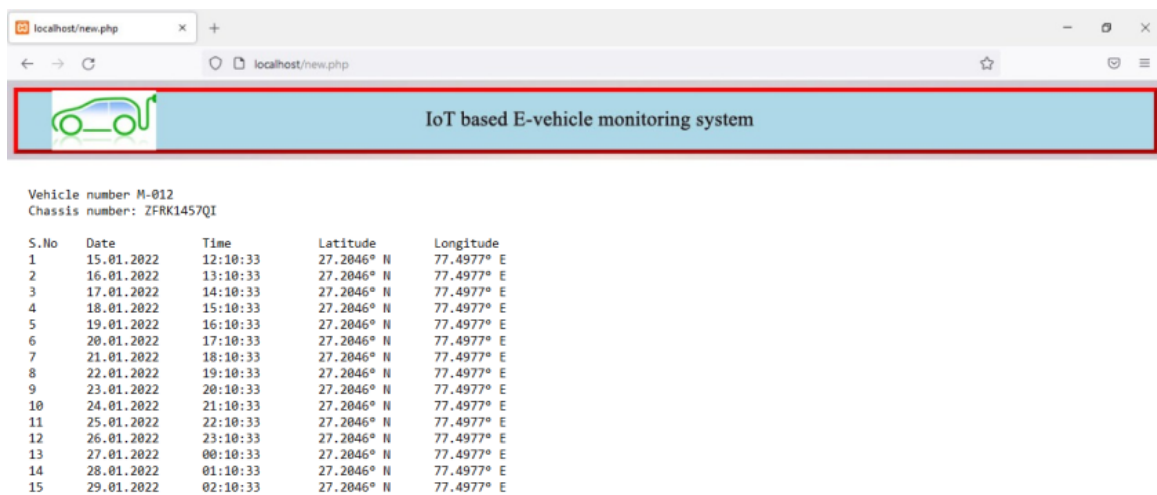 localhost/new.php
localhost/new.php
IoT based E-vehicle monitoring system
Vehicle number M-012
Chassis number: ZFRK1457QI
S.No Date Time Latitude Longitude
1 15.01.2022 12:10:33 27.2046° N 77.4977° E
2 16.01.2022 13:10:33 27.2046° N 77.4977° E
3 17.01.2022 14:10:33 27.2046° N 77.4977° E
4 18.01.2022 15:10:33 27.2046° N 77.4977° E
5 19.01.2022 16:10:33 27.2046° N 77.4977° E
6 20.01.2022 17:10:33 27.2046° N 77.4977° E
7 21.01.2022 18:10:33 27.2046° N 77.4977° E
8 22.01.2022 19:10:33 27.2046° N 77.4977° E
9 23.01.2022 20:10:33 27.2046° N 77.4977° E
10 24.01.2022 21:10:33 27.2046° N 77.4977° E
11 25.01.2022 22:10:33 27.2046° N 77.4977° E
12 26.01.2022 23:10:33 27.2046° N 77.4977° E
13 27.01.2022 00:10:33 27.2046° N 77.4977° E
14 28.01.2022 01:10:33 27.2046° N 77.4977° E
15 29.01.2022 02:10:33 27.2046° N 77.4977° E